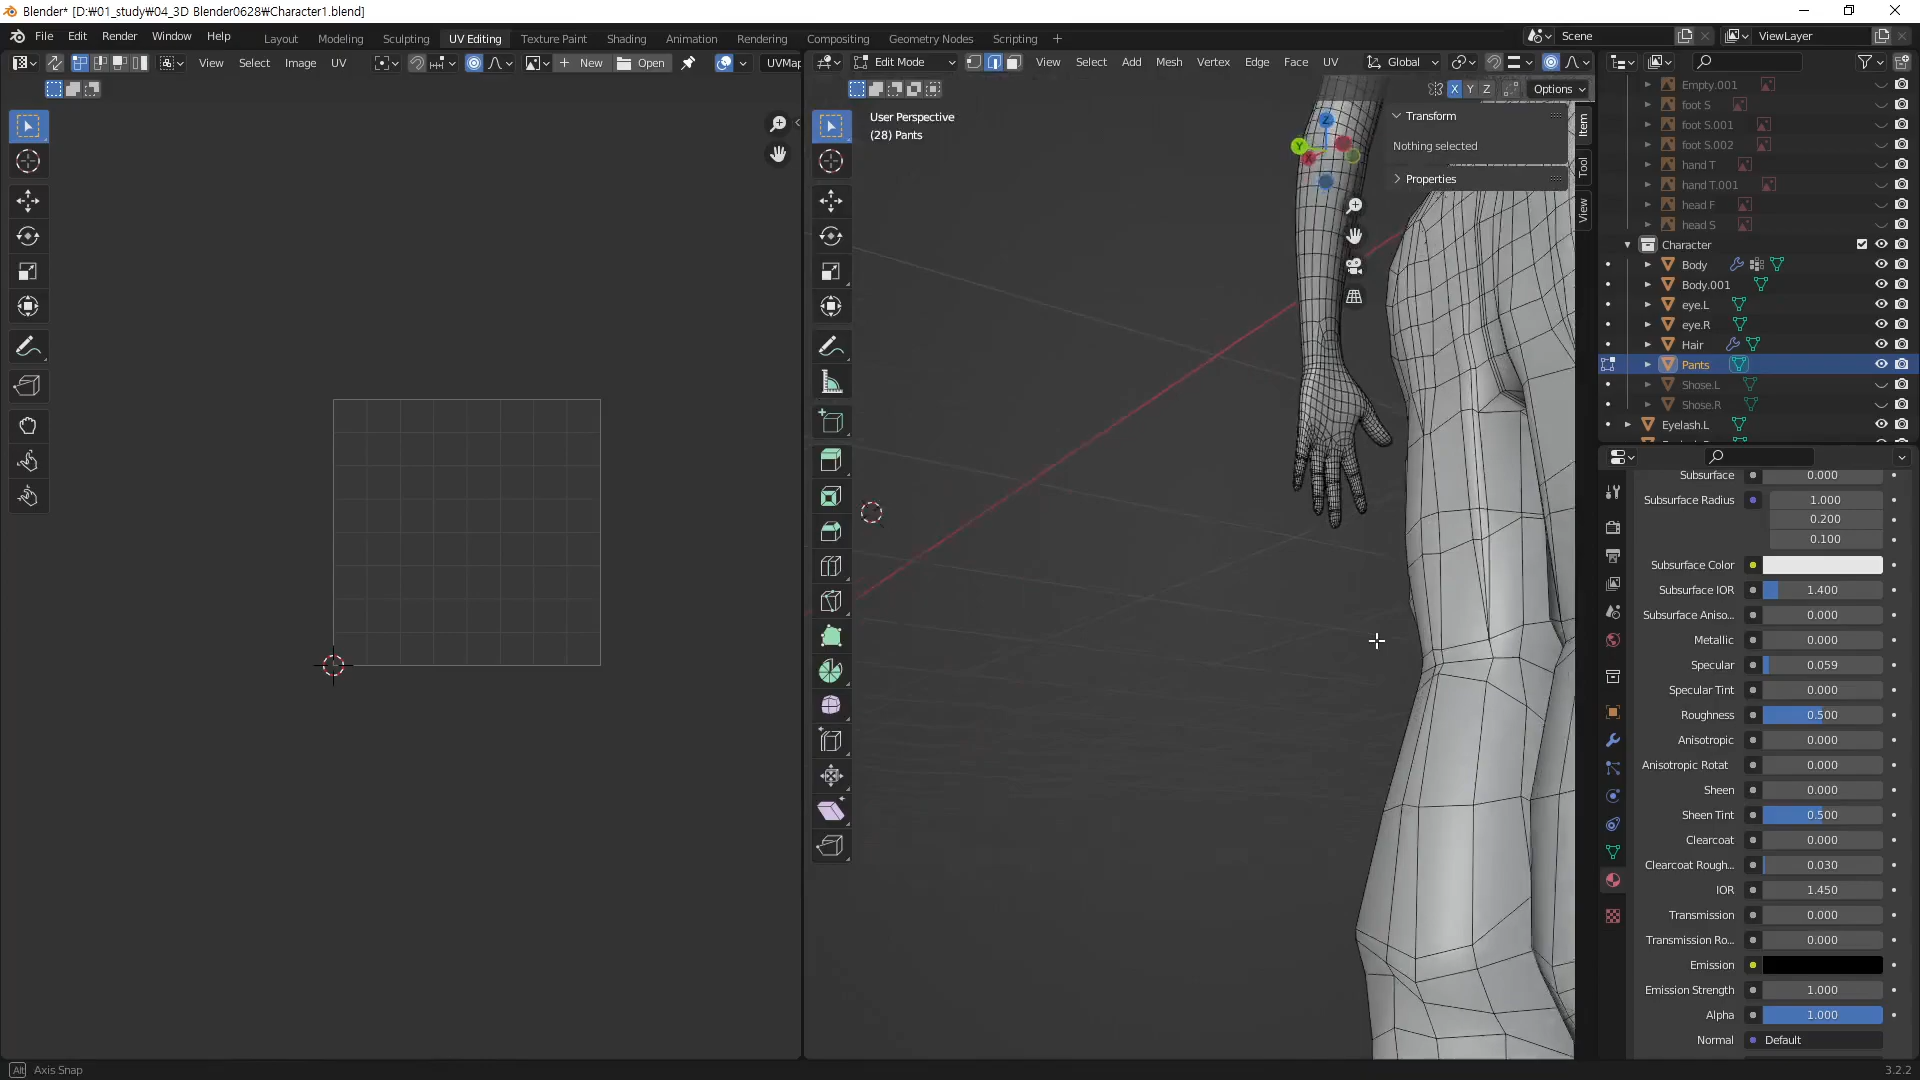 Blender* [D:₩01_study₩04_3D Blender0628₩Character1.blend]
File Edit Render Window Help
Layout Modeling Sculpting UV Editing Texture Paint Shading Animation Rendering Compositing Geometry Nodes Scripting
Scene
ViewLayer
View Select Image UV
New Open
UVMap
Edit Mode
View Select Add Mesh Vertex Edge Face UV
Global
X Y Z
Options
User Perspective
(28) Pants
Transform
Nothing selected
Properties
Item
Tool
View
Z
Y
X
Empty.001
foot S
foot S.001
foot S.002
hand T
hand T.001
head F
head S
Character
Body
Body.001
eye.L
eye.R
Hair
Pants
Shose.L
Shose.R
Eyelash.L
Subsurface 0.000
Subsurface Radius 1.000
0.200
0.100
Subsurface Color
Subsurface IOR 1.400
Subsurface Aniso... 0.000
Metallic 0.000
Specular 0.059
Specular Tint 0.000
Roughness 0.500
Anisotropic 0.000
Anisotropic Rotat 0.000
Sheen 0.000
Sheen Tint 0.500
Clearcoat 0.000
Clearcoat Rough... 0.030
IOR 1.450
Transmission 0.000
Transmission Ro... 0.000
Emission
Emission Strength 1.000
Alpha 1.000
Normal Default
Alt Axis Snap
3.2.2